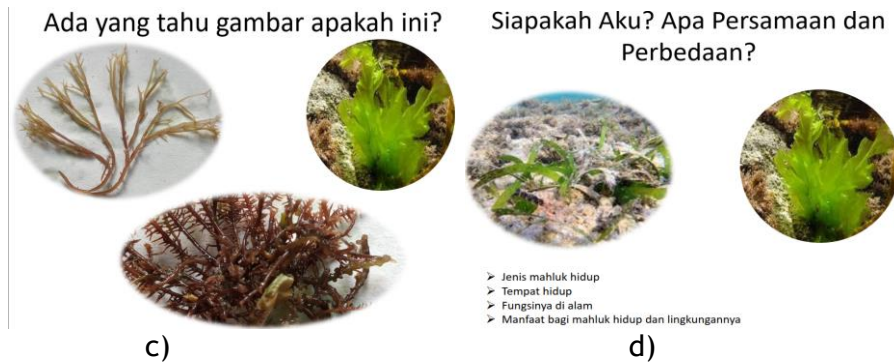 Ada yang tahu gambar apakah ini?
Siapakah Aku? Apa Persamaan dan
Perbedaan?
➢ Jenis mahluk hidup
➢ Tempat hidup
➢ Fungsinya di alam
➢ Manfaat bagi mahluk hidup dan lingkungannya
c)
d)